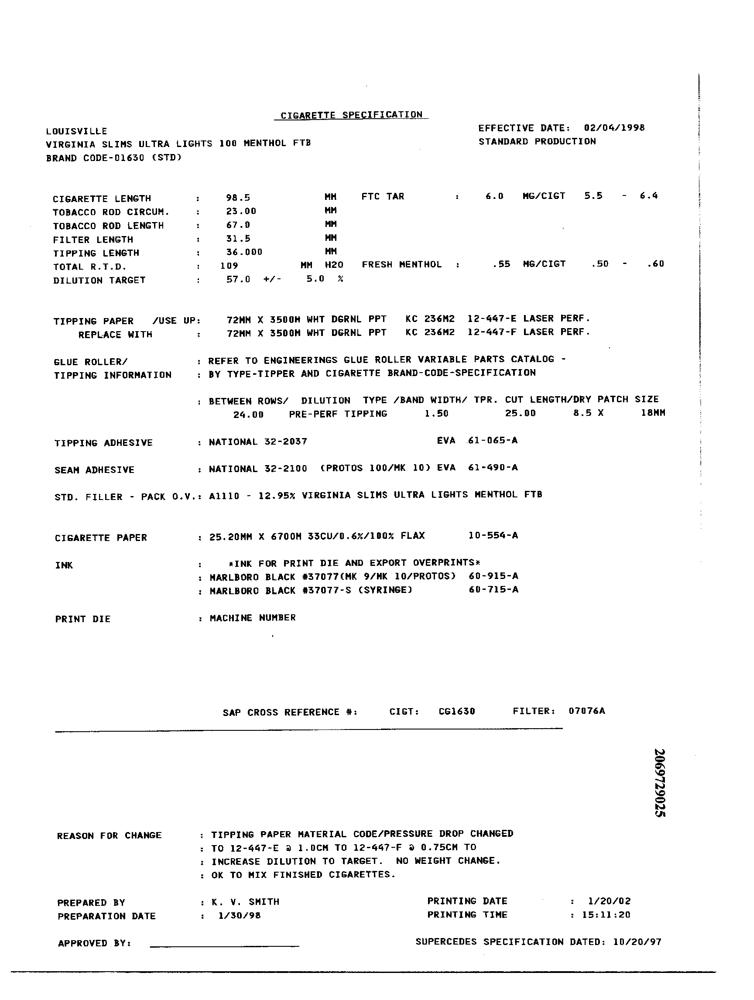 CIGARETTE SPECIFICATION
LOUISVILLE EFFECTIVE DATE: 02/04/1998
VIRGINIA SLIMS ULTRA LIGHTS 100 MENTHOL FTB STANDARD PRODUCTION
BRAND CODE-01630 (STD)
CIGARETTE LENGTH : 98.5 MM FTC TAR : 6.0 MG/CIGT 5.5 - 6.4
TOBACCO ROD CIRCUM. : 23.00 MM
TOBACCO ROD LENGTH : 67.0 MM
FILTER LENGTH : 31.5 MM
TIPPING LENGTH : 36.000 MM
TOTAL R.T.D. : 109 MM H2O FRESH MENTHOL : .55 MG/CIGT .50 - .60
DILUTION TARGET : 57.0 +/- 5.0 %
TIPPING PAPER /USE UP: 72MM X 3500M WHT DGRNL PPT KC 236M2 12-447-E LASER PERF.
REPLACE WITH : 72MM X 3500M WHT DGRNL PPT KC 236M2 12-447-F LASER PERF.
GLUE ROLLER/ : REFER TO ENGINEERINGS GLUE ROLLER VARIABLE PARTS CATALOG -
TIPPING INFORMATION : BY TYPE-TIPPER AND CIGARETTE BRAND-CODE-SPECIFICATION
: BETWEEN ROWS/ DILUTION TYPE /BAND WIDTH/ TPR. CUT LENGTH/DRY PATCH SIZE
24.00 PRE-PERF TIPPING 1.50 25.00 8.5 X 18MM
TIPPING ADHESIVE : NATIONAL 32-2037 EVA 61-065-A
SEAM ADHESIVE : NATIONAL 32-2100 (PROTOS 100/MK 10) EVA 61-490-A
STD. FILLER - PACK O.V.: A1110 - 12.95% VIRGINIA SLIMS ULTRA LIGHTS MENTHOL FTB
CIGARETTE PAPER : 25.20MM X 6700M 33CU/0.6%/100% FLAX 10-554-A
INK : *INK FOR PRINT DIE AND EXPORT OVERPRINTS*
: MARLBORO BLACK #37077(MK 9/MK 10/PROTOS) 60-915-A
: MARLBORO BLACK #37077-S (SYRINGE) 60-715-A
PRINT DIE : MACHINE NUMBER
SAP CROSS REFERENCE #: CIGT: CG1630 FILTER: 07076A
2069729025
REASON FOR CHANGE : TIPPING PAPER MATERIAL CODE/PRESSURE DROP CHANGED
: TO 12-447-E @ 1.0CM TO 12-447-F @ 0.75CM TO
: INCREASE DILUTION TO TARGET. NO WEIGHT CHANGE.
: OK TO MIX FINISHED CIGARETTES.
PREPARED BY : K. V. SMITH PRINTING DATE : 1/20/02
PREPARATION DATE : 1/30/98 PRINTING TIME : 15:11:20
APPROVED BY: SUPERCEDES SPECIFICATION DATED: 10/20/97